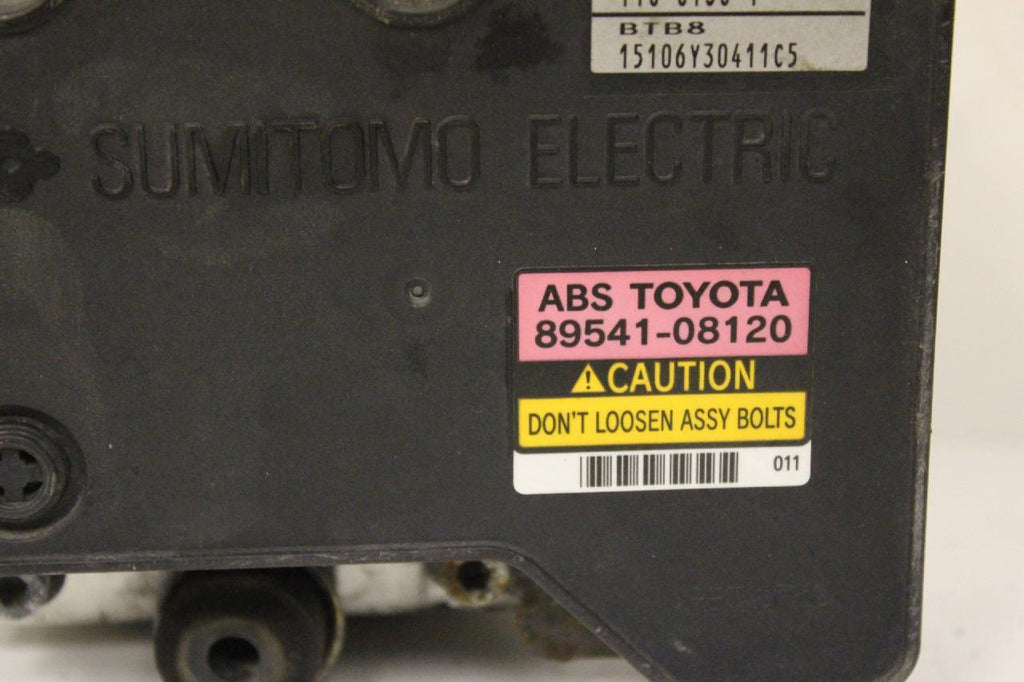 BTB8
15106Y30411C5
SUMITOMO ELECTRIC
ABS TOYOTA
89541-08120
CAUTION
DON'T LOOSEN ASSY BOLTS
011